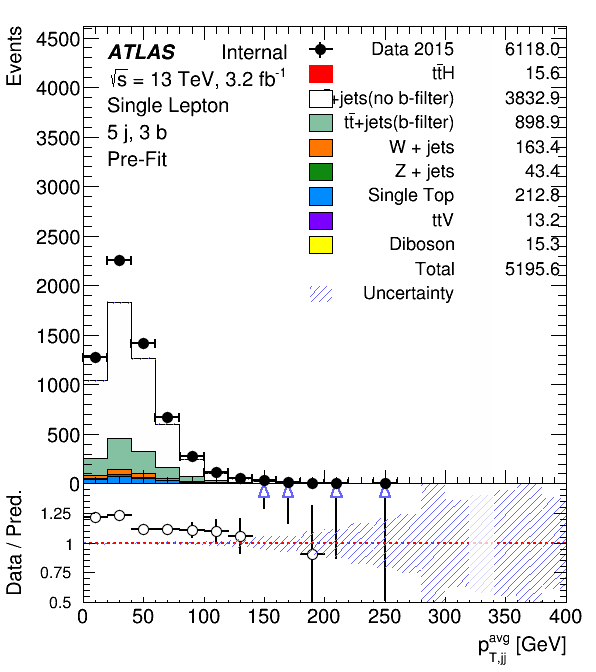 Events
4500
4000
3500
3000
2500
2000
1500
1000
500
0
ATLAS Internal
√s = 13 TeV, 3.2 fb⁻¹
Single Lepton
5 j, 3 b
Pre-Fit
Data 2015 6118.0
tt̄H 15.6
+jets(no b-filter) 3832.9
tt̄+jets(b-filter) 898.9
W + jets 163.4
Z + jets 43.4
Single Top 212.8
ttV 13.2
Diboson 15.3
Total 5195.6
Uncertainty
Data / Pred.
1.25
1
0.75
0.5
0 50 100 150 200 250 300 350 400
p_{T,jj}^{avg} [GeV]